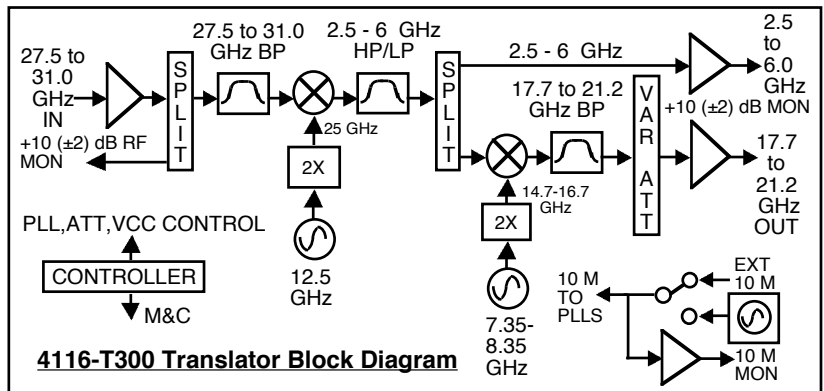 27.5 to
31.0
GHz
IN
+10 (±2) dB RF
MON
SPLIT
27.5 to 31.0
GHz BP
25 GHz
2X
12.5
GHz
2.5 - 6 GHz
HP/LP
SPLIT
2.5 - 6 GHz
2.5
to
6.0
GHz
+10 (±2) dB MON
17.7 to 21.2
GHz BP
14.7-16.7
GHz
2X
7.35-
8.35
GHz
VAR ATT
17.7
to
21.2
GHz
OUT
PLL,ATT,VCC CONTROL
CONTROLLER
M&C
10 M
TO
PLLS
EXT
10 M
10 M
MON
4116-T300 Translator Block Diagram